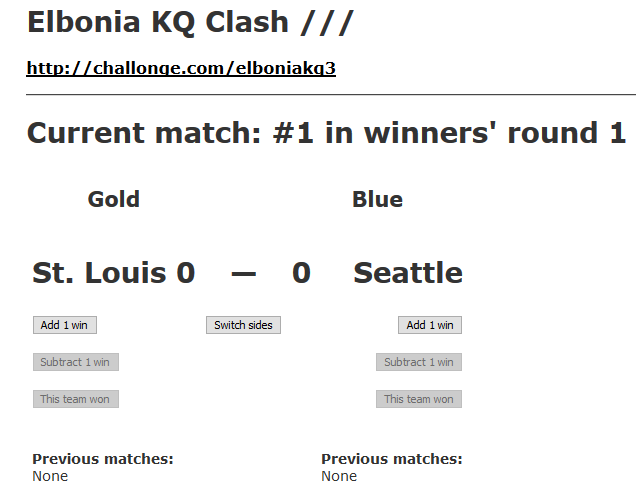 Elbonia KQ Clash ///
http://challonge.com/elboniakq3
Current match: #1 in winners' round 1
Gold Blue
St. Louis 0 — 0 Seattle
Add 1 win Switch sides Add 1 win
Subtract 1 win Subtract 1 win
This team won This team won
Previous matches: Previous matches:
None None